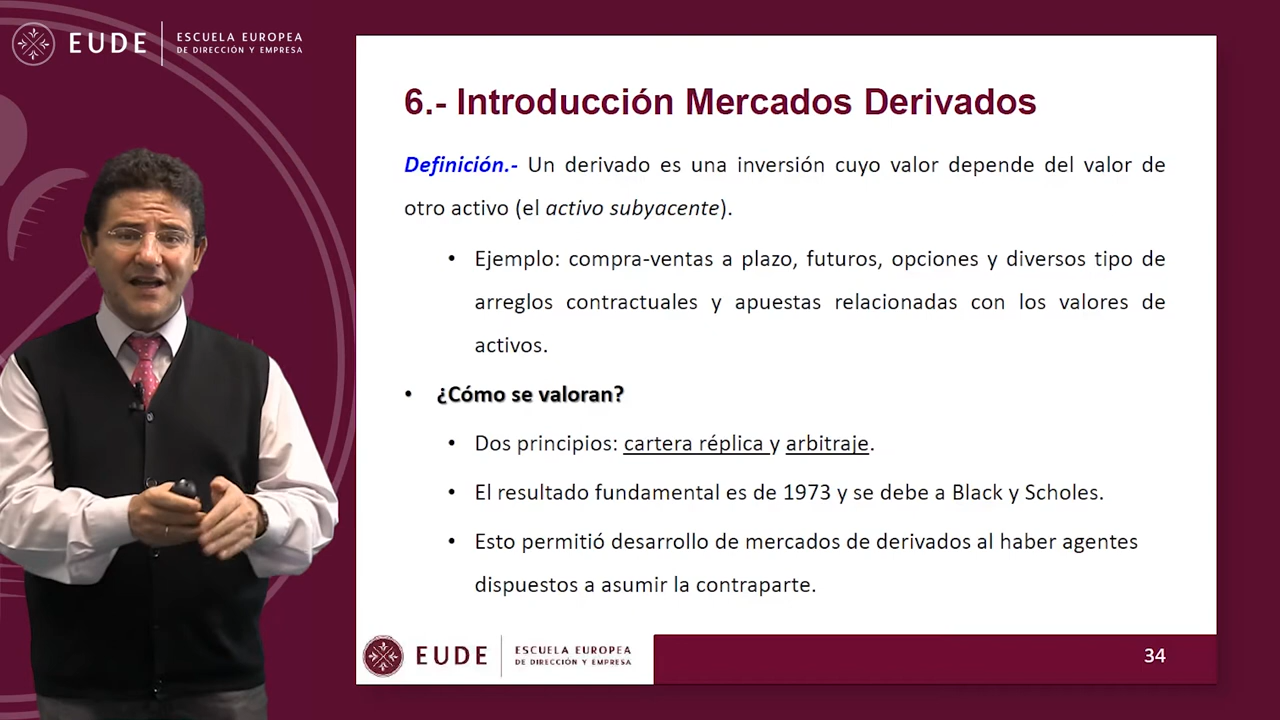 EUDE
ESCUELA EUROPEA
DE DIRECCIÓN Y EMPRESA
6.- Introducción Mercados Derivados
Definición.- Un derivado es una inversión cuyo valor depende del valor de
otro activo (el activo subyacente).
• Ejemplo: compra-ventas a plazo, futuros, opciones y diversos tipo de
arreglos contractuales y apuestas relacionadas con los valores de
activos.
• ¿Cómo se valoran?
• Dos principios: cartera réplica y arbitraje.
• El resultado fundamental es de 1973 y se debe a Black y Scholes.
• Esto permitió desarrollo de mercados de derivados al haber agentes
dispuestos a asumir la contraparte.
EUDE
ESCUELA EUROPEA
DE DIRECCIÓN Y EMPRESA
34